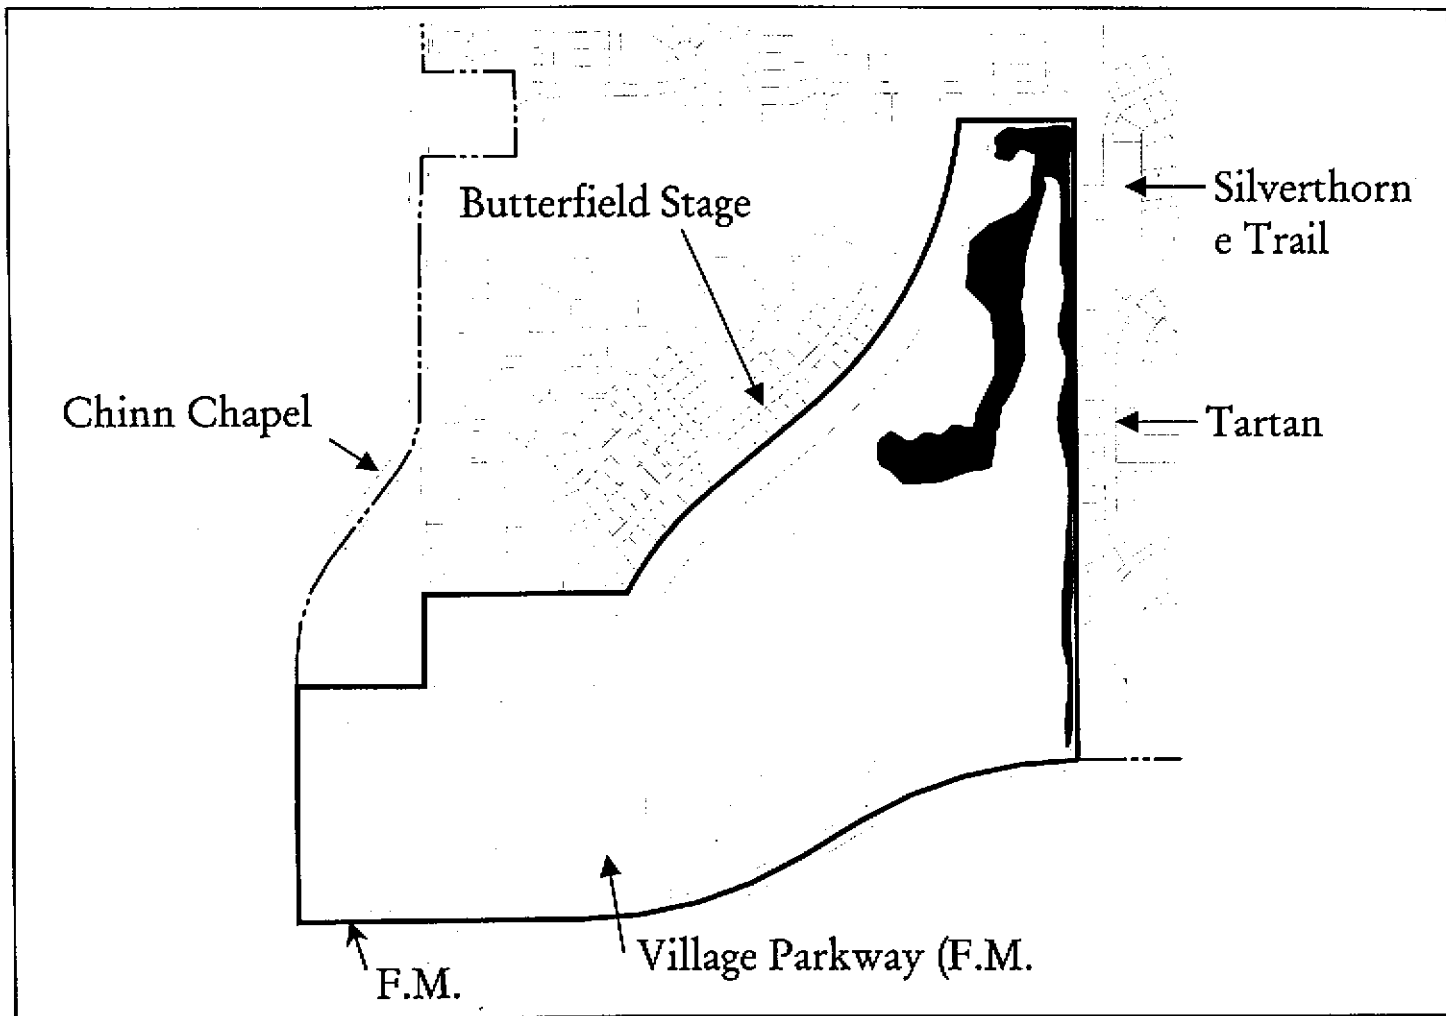 Butterfield Stage
Silverthorn
e Trail
Chinn Chapel
Tartan
Village Parkway (F.M.
F.M.